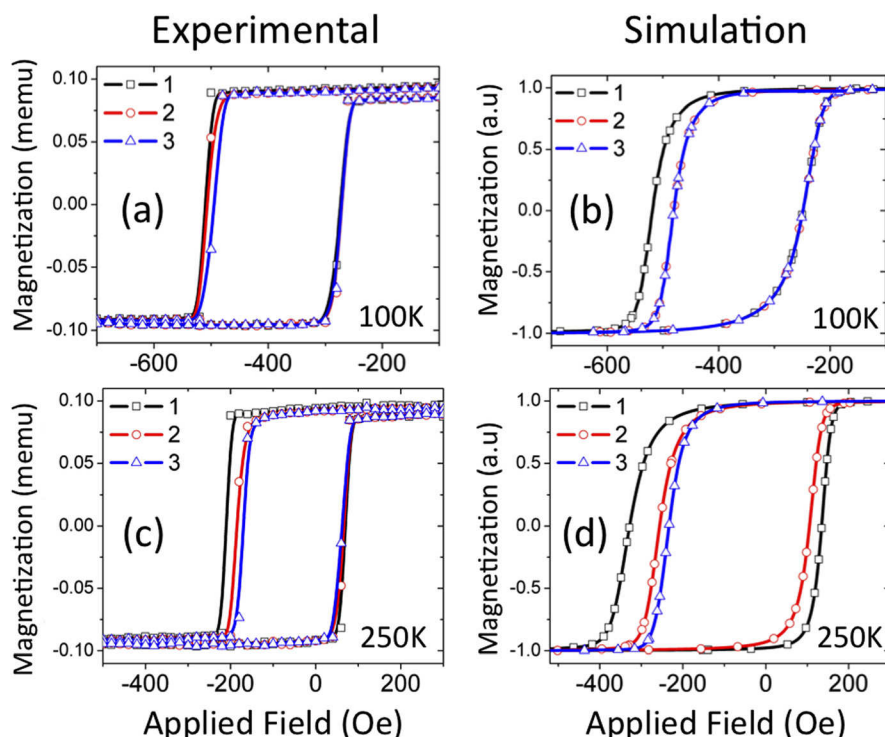 Experimental
Simulation
Magnetization (memu)
0.10
0.05
0.00
-0.05
-0.10
1
2
3
(a)
100K
-600
-400
-200
Magnetization (a.u)
1.0
0.5
0.0
-0.5
-1.0
1
2
3
(b)
100K
-600
-400
-200
Magnetization (memu)
0.10
0.05
0.00
-0.05
-0.10
1
2
3
(c)
250K
-400
-200
0
200
Applied Field (Oe)
Magnetization (a.u)
1.0
0.5
0.0
-0.5
-1.0
1
2
3
(d)
250K
-400
-200
0
200
Applied Field (Oe)